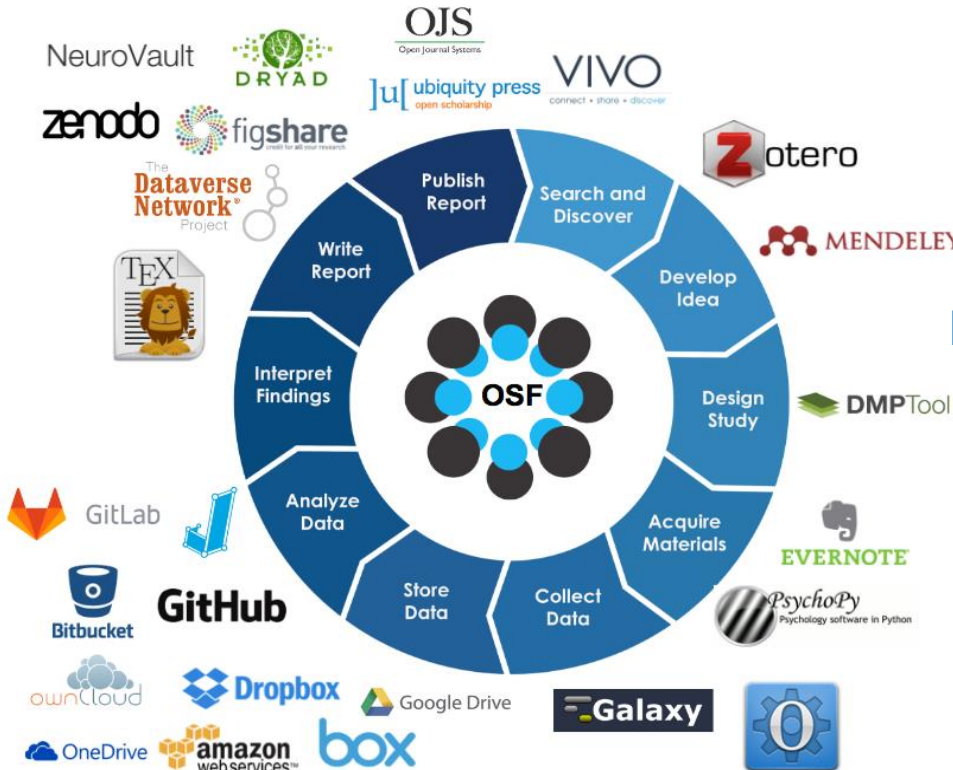 OJS
Open Journal Systems
NeuroVault
DRYAD
]u[ ubiquity press
open scholarship
VIVO
connect • share • discover
zenodo
figshare
credit for all your research
Zotero
The
Dataverse
Network®
Project
MENDELEY
TEX
Publish
Report
Search and
Discover
Write
Report
Develop
Idea
Interpret
Findings
OSF
Design
Study
DMPTool
Analyze
Data
Acquire
Materials
Store
Data
Collect
Data
GitLab
EVERNOTE
Bitbucket
GitHub
PsychoPy
Psychology software in Python
ownCloud
Dropbox
Google Drive
Galaxy
O
OneDrive
amazon
webservices™
box